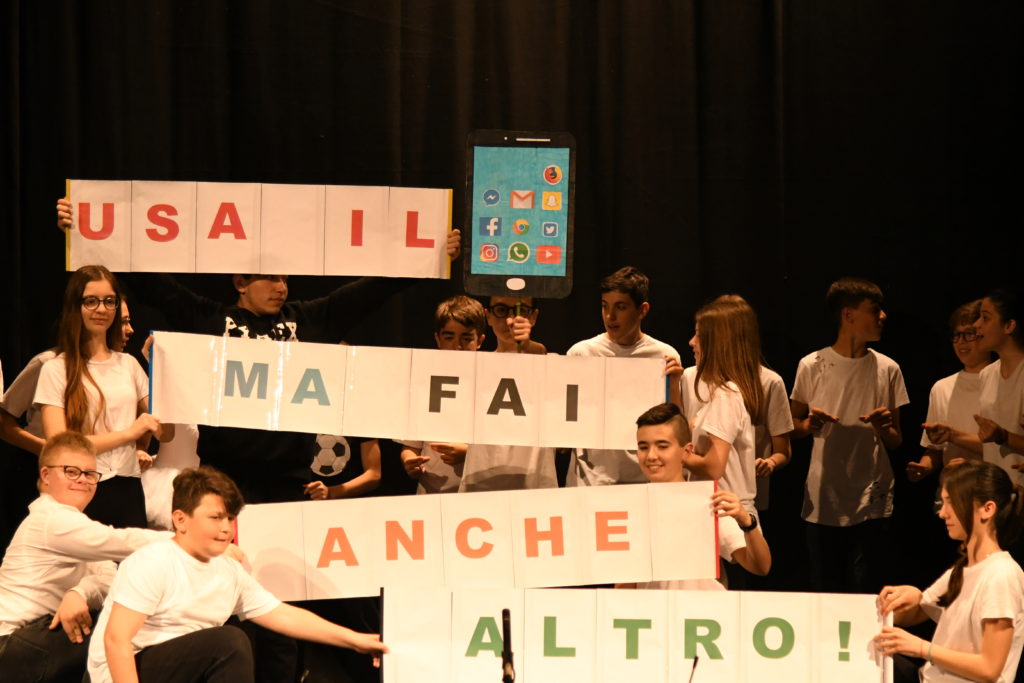 USA IL
MA FAI
ANCHE
ALTRO!